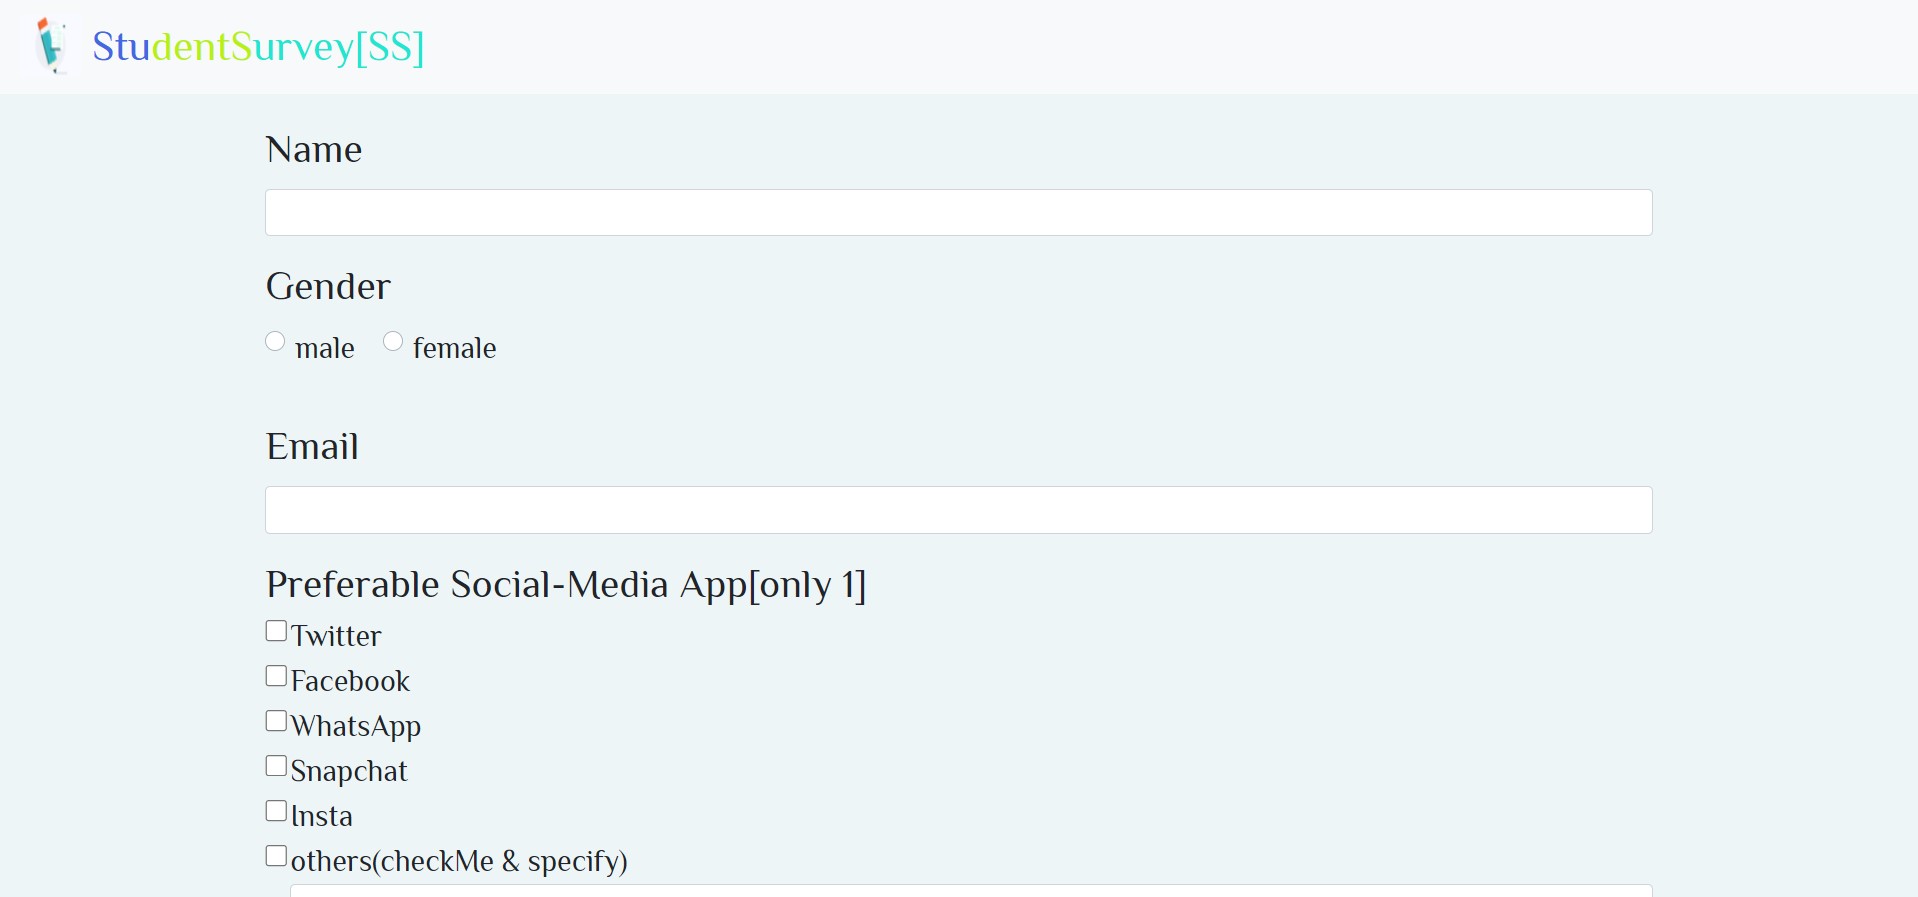 StudentSurvey[SS]
Name
Gender
male female
Email
Preferable Social-Media App[only 1]
Twitter
Facebook
WhatsApp
Snapchat
Insta
others(checkMe & specify)